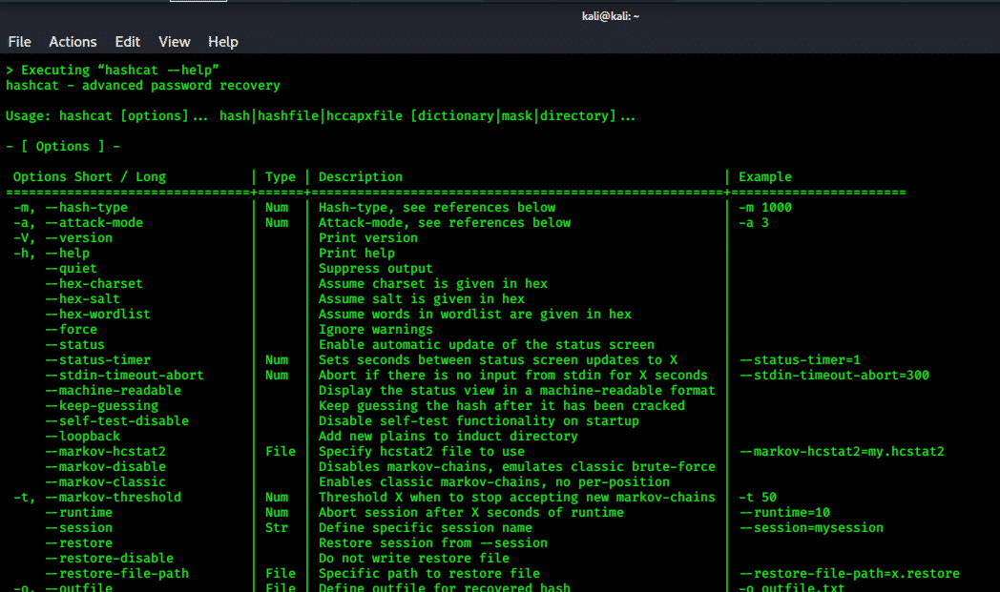 kali@kali: ~
File Actions Edit View Help
> Executing “hashcat --help”
hashcat - advanced password recovery
Usage: hashcat [options]... hash|hashfile|hccapxfile [dictionary|mask|directory]...
- [ Options ] -
Options Short / Long | Type | Description | Example
================================+======+======================================================+=======================
-m, --hash-type | Num | Hash-type, see references below | -m 1000
-a, --attack-mode | Num | Attack-mode, see references below | -a 3
-V, --version | | Print version |
-h, --help | | Print help |
--quiet | | Suppress output |
--hex-charset | | Assume charset is given in hex |
--hex-salt | | Assume salt is given in hex |
--hex-wordlist | | Assume words in wordlist are given in hex |
--force | | Ignore warnings |
--status | | Enable automatic update of the status screen |
--status-timer | Num | Sets seconds between status screen updates to X | --status-timer=1
--stdin-timeout-abort | Num | Abort if there is no input from stdin for X seconds | --stdin-timeout-abort=300
--machine-readable | | Display the status view in a machine-readable format |
--keep-guessing | | Keep guessing the hash after it has been cracked |
--self-test-disable | | Disable self-test functionality on startup |
--loopback | | Add new plains to induct directory |
--markov-hcstat2 | File | Specify hcstat2 file to use | --markov-hcstat2=my.hcstat2
--markov-disable | | Disables markov-chains, emulates classic brute-force |
--markov-classic | | Enables classic markov-chains, no per-position |
-t, --markov-threshold | Num | Threshold X when to stop accepting new markov-chains | -t 50
--runtime | Num | Abort session after X seconds of runtime | --runtime=10
--session | Str | Define specific session name | --session=mysession
--restore | | Restore session from --session |
--restore-disable | | Do not write restore file |
--restore-file-path | File | Specific path to restore file | --restore-file-path=x.restore
-o, --outfile | File | Define outfile for recovered hash | -o outfile.txt